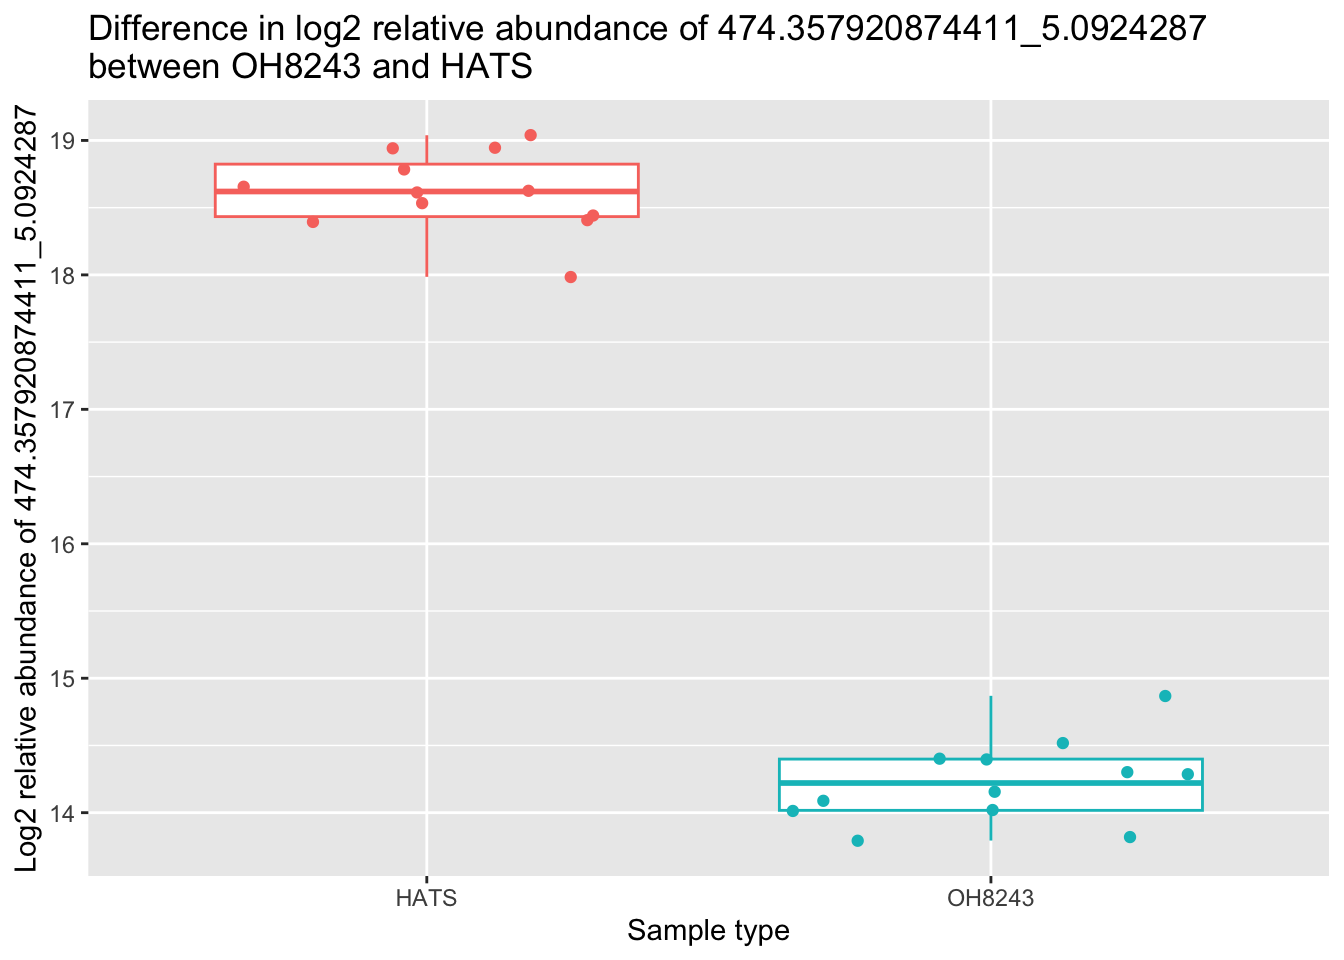 Difference in log2 relative abundance of 474.357920874411_5.0924287
between OH8243 and HATS
Log2 relative abundance of 474.357920874411_5.0924287
19
18
17
16
15
14
HATS
OH8243
Sample type